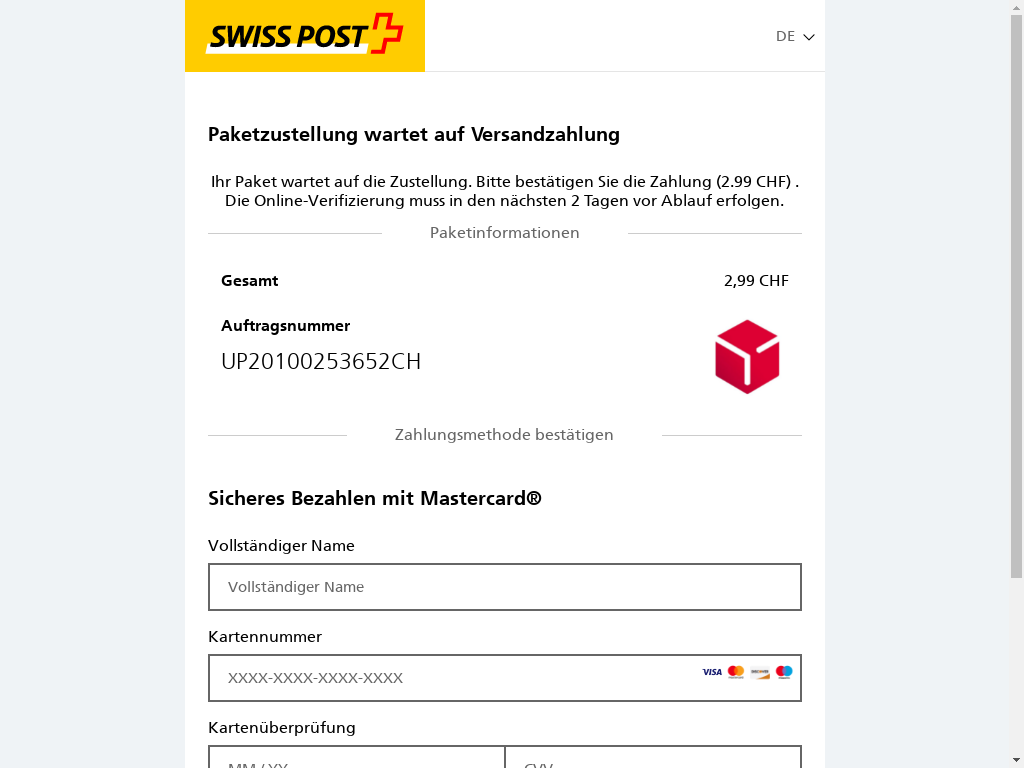 SWISS POST
DE
Paketzustellung wartet auf Versandzahlung
Ihr Paket wartet auf die Zustellung. Bitte bestätigen Sie die Zahlung (2.99 CHF) .
Die Online-Verifizierung muss in den nächsten 2 Tagen vor Ablauf erfolgen.
Paketinformationen
Gesamt 2,99 CHF
Auftragsnummer
UP20100253652CH
Zahlungsmethode bestätigen
Sicheres Bezahlen mit Mastercard®
Vollständiger Name
Vollständiger Name
Kartennummer
XXXX-XXXX-XXXX-XXXX VISA
Kartenüberprüfung
MM / YY CVV